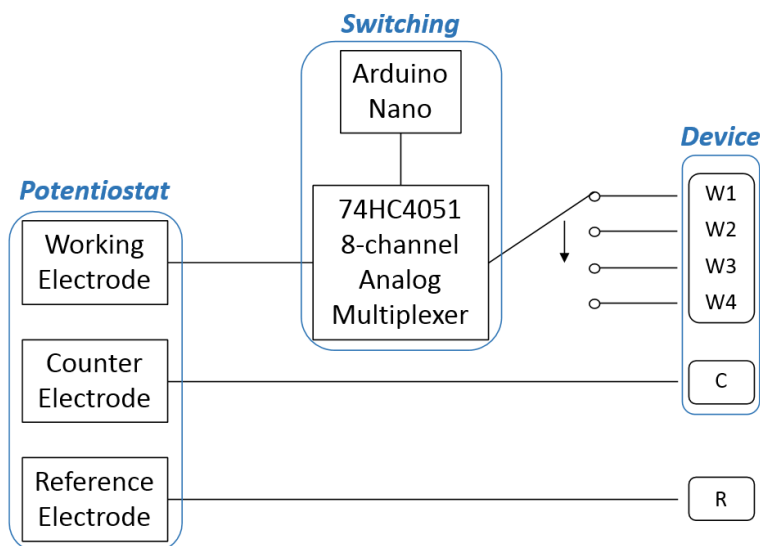 Switching
Arduino
Nano
Device
Potentiostat
74HC4051
8-channel
Analog
Multiplexer
W1
W2
W3
W4
Working
Electrode
Counter
Electrode
C
Reference
Electrode
R